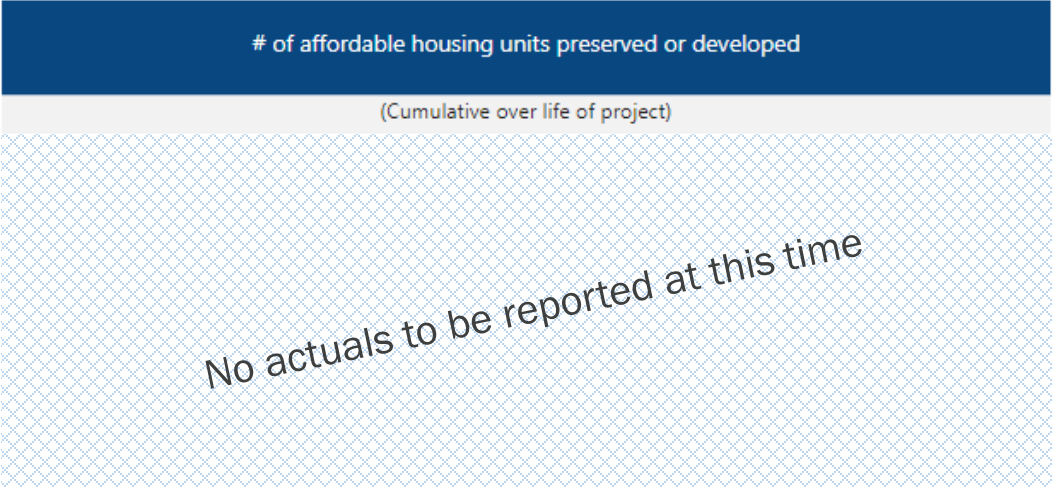 # of affordable housing units preserved or developed
(Cumulative over life of project)
No actuals to be reported at this time